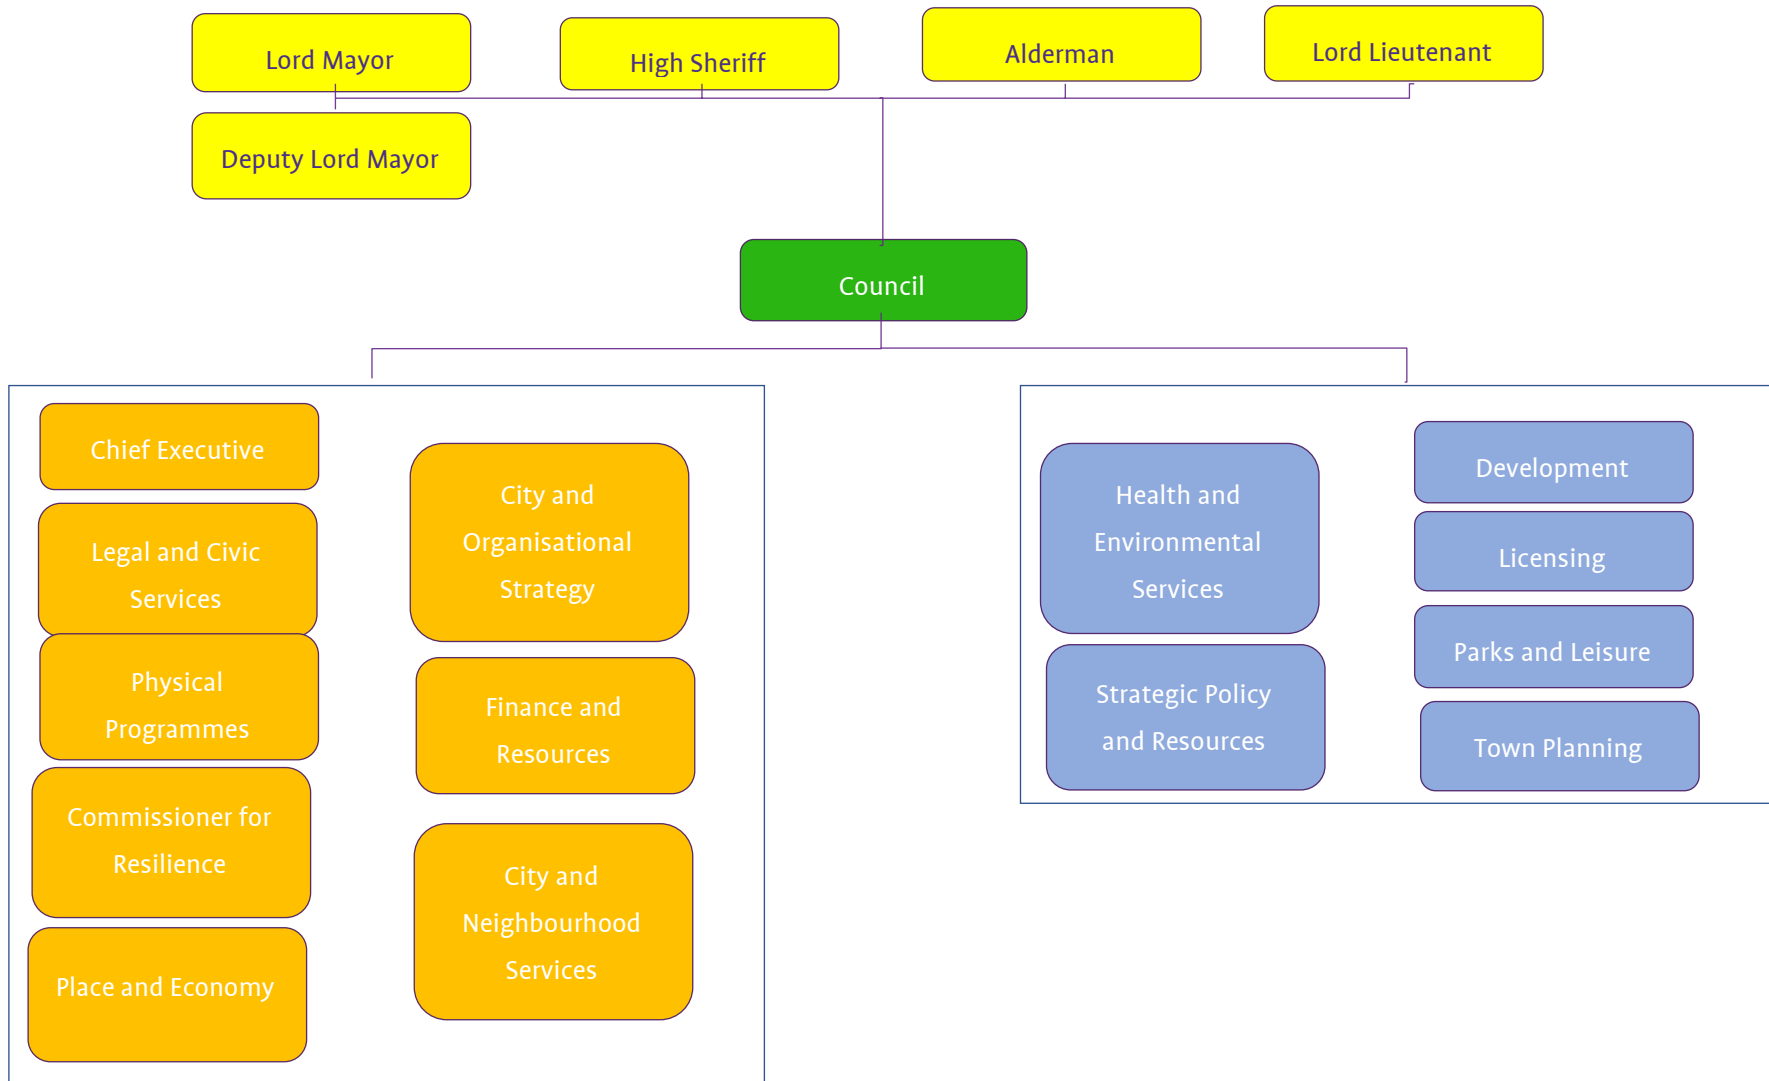 Lord Mayor
High Sheriff
Alderman
Lord Lieutenant
Deputy Lord Mayor
Council
Chief Executive
Legal and Civic
Services
Physical
Programmes
Commissioner for
Resilience
Place and Economy
City and
Organisational
Strategy
Finance and
Resources
City and
Neighbourhood
Services
Health and
Environmental
Services
Strategic Policy
and Resources
Development
Licensing
Parks and Leisure
Town Planning